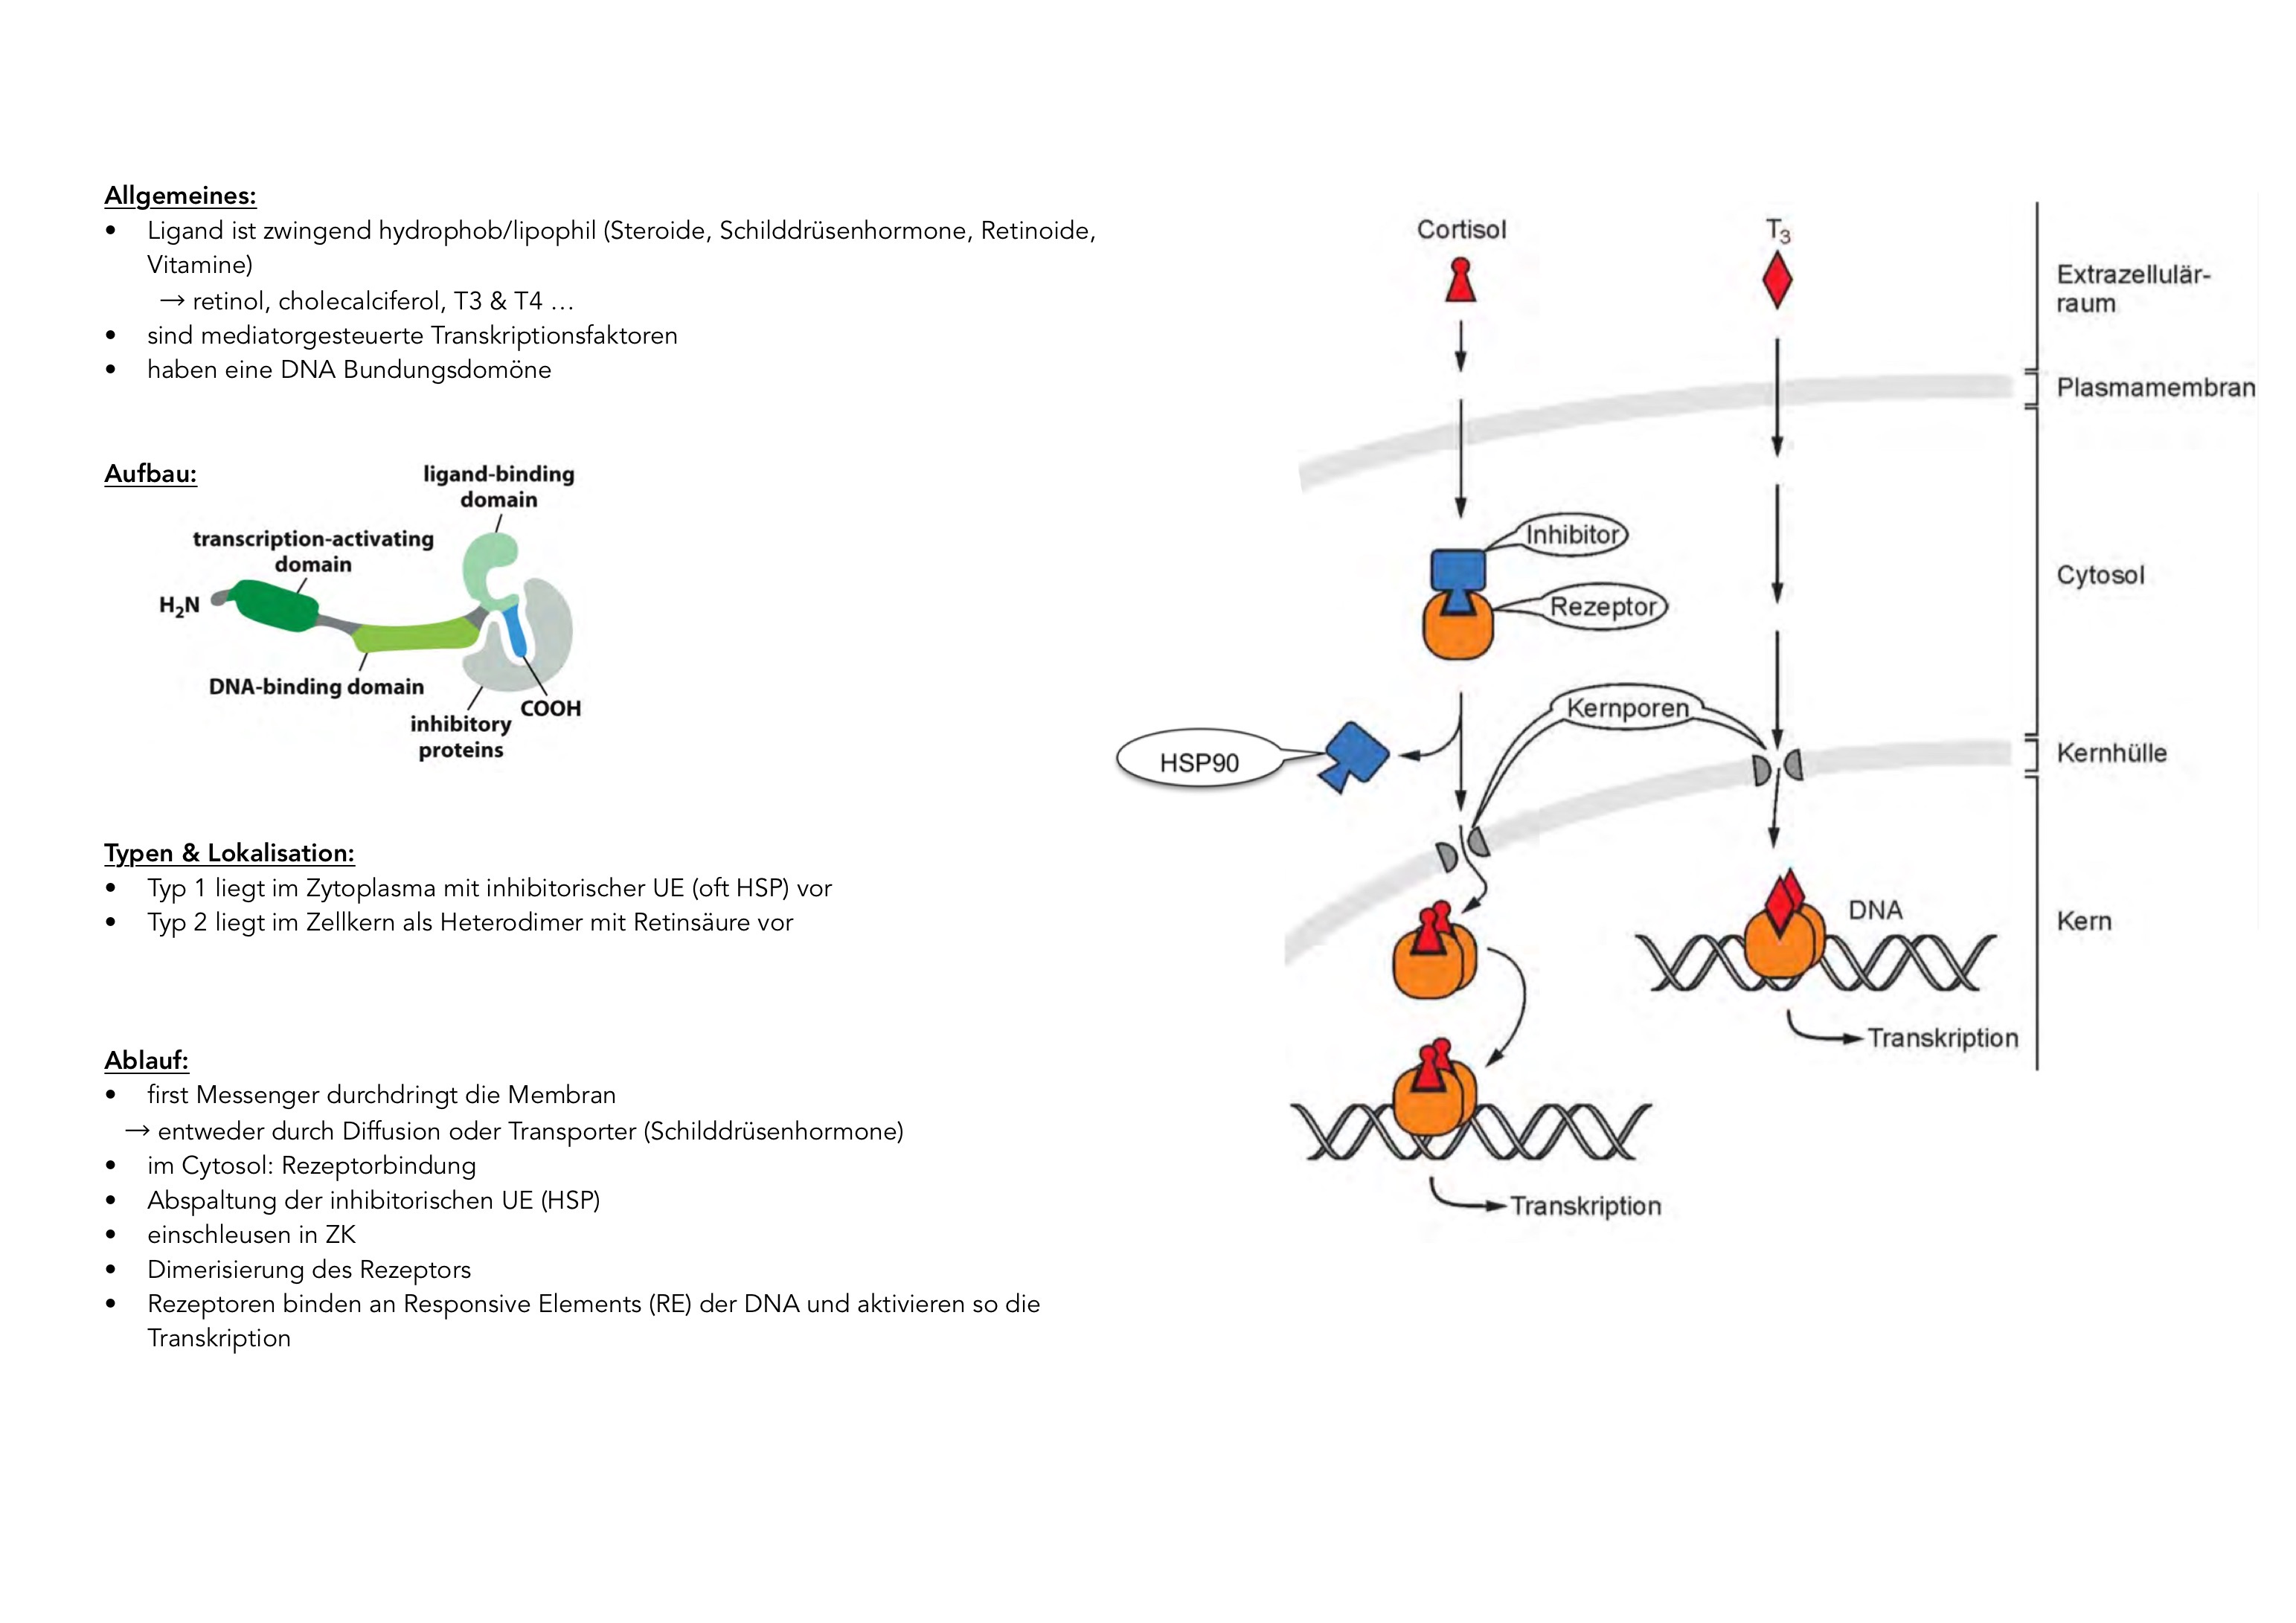 Allgemeines:
• Ligand ist zwingend hydrophob/lipophil (Steroide, Schilddrüsenhormone, Retinoide,
Vitamine)
→ retinol, cholecalciferol, T3 & T4 …
• sind mediatorgesteuerte Transkriptionsfaktoren
• haben eine DNA Bundungsdomöne
Aufbau:
ligand-binding
domain
transcription-activating
domain
H₂N
DNA-binding domain
COOH
inhibitory
proteins
Typen & Lokalisation:
• Typ 1 liegt im Zytoplasma mit inhibitorischer UE (oft HSP) vor
• Typ 2 liegt im Zellkern als Heterodimer mit Retinsäure vor
Ablauf:
• first Messenger durchdringt die Membran
→ entweder durch Diffusion oder Transporter (Schilddrüsenhormone)
• im Cytosol: Rezeptorbindung
• Abspaltung der inhibitorischen UE (HSP)
• einschleusen in ZK
• Dimerisierung des Rezeptors
• Rezeptoren binden an Responsive Elements (RE) der DNA und aktivieren so die
Transkription
Cortisol
T₃
Extrazellulär-
raum
Plasmamembran
Inhibitor
Cytosol
Rezeptor
Kernporen
HSP90
Kernhülle
DNA
Kern
Transkription
Transkription